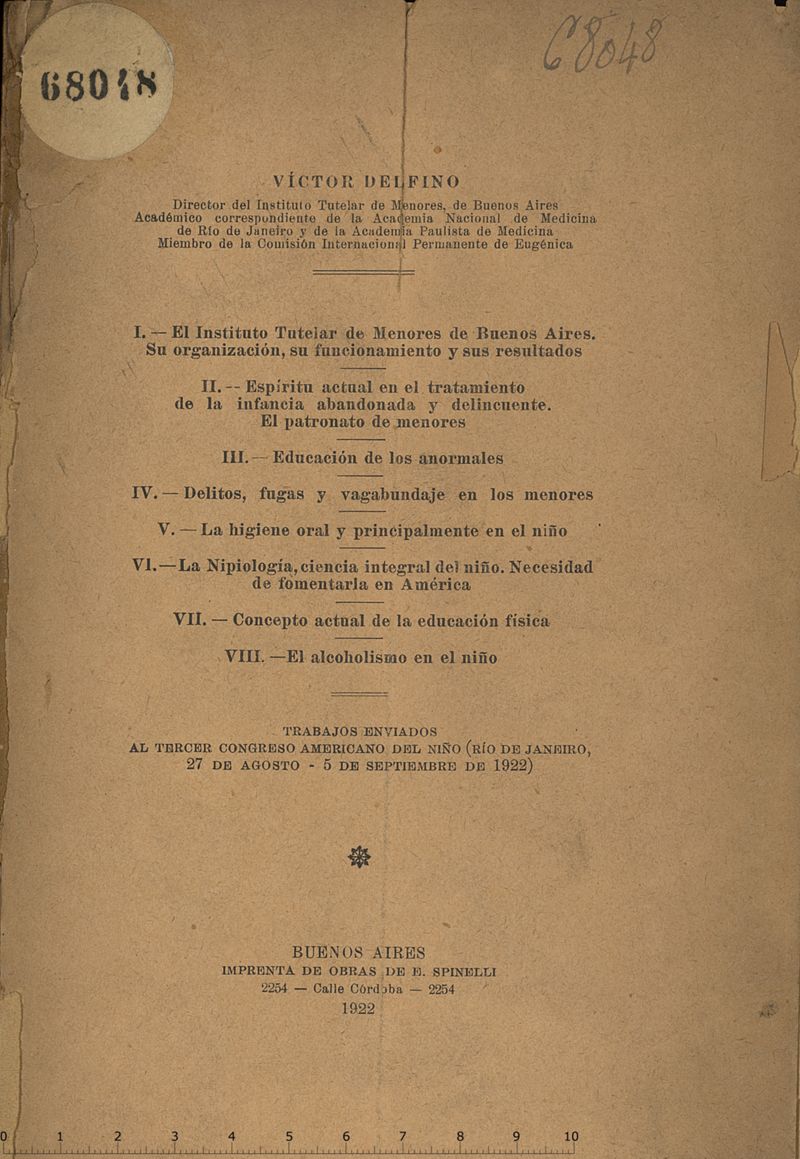 68048
68048
VÍCTOR DELFINO
Director del Instituto Tutelar de Menores, de Buenos Aires
Académico correspondiente de la Academia Nacional de Medicina
de Río de Janeiro y de la Academia Paulista de Medicina
Miembro de la Comisión Internacional Permanente de Eugénica
I. — El Instituto Tutelar de Menores de Buenos Aires.
Su organización, su funcionamiento y sus resultados
II. — Espíritu actual en el tratamiento
de la infancia abandonada y delincuente.
El patronato de menores
III. — Educación de los anormales
IV. — Delitos, fugas y vagabundaje en los menores
V. — La higiene oral y principalmente en el niño
VI. — La Nipiología, ciencia integral del niño. Necesidad
de fomentarla en América
VII. — Concepto actual de la educación física
VIII. — El alcoholismo en el niño
TRABAJOS ENVIADOS
AL TERCER CONGRESO AMERICANO DEL NIÑO (RÍO DE JANEIRO,
27 DE AGOSTO - 5 DE SEPTIEMBRE DE 1922)
BUENOS AIRES
IMPRENTA DE OBRAS DE E. SPINELLI
2254 — Calle Córdoba — 2254
1922
0 1 2 3 4 5 6 7 8 9 10